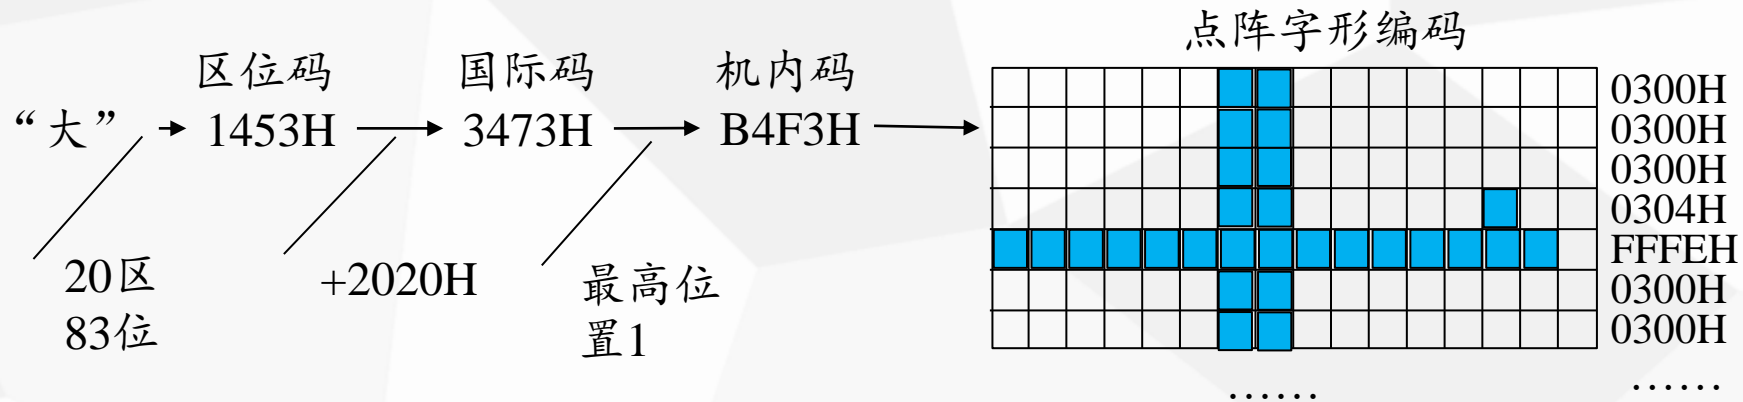 点阵字形编码
区位码 国际码 机内码
“大” 1453H 3473H B4F3H
20区
83位
+2020H
最高位
置1
0300H
0300H
0300H
0304H
FFFEH
0300H
0300H
……
……